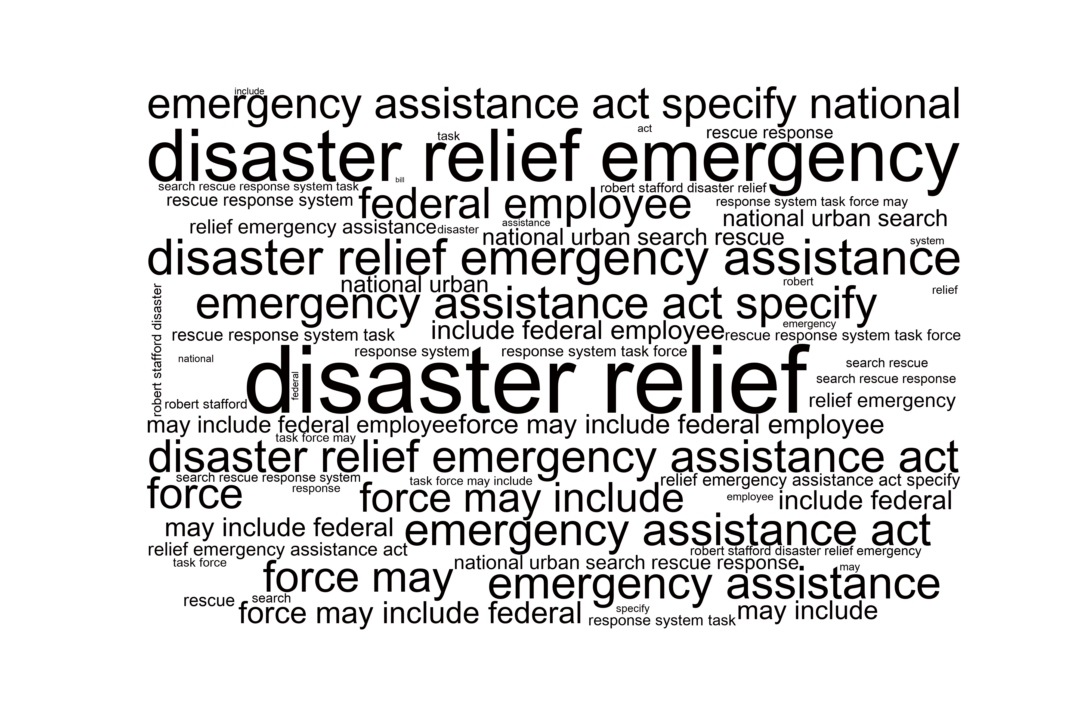 include
emergency assistance act specify national
task
act
rescue response
disaster relief emergency
bill
search rescue response system task
robert stafford disaster relief
rescue response system
federal employee
response system task force may
national urban search
relief emergency assistance
disaster
assistance
national urban search rescue
system
disaster relief emergency assistance
national urban
robert
relief
emergency assistance act specify
robert stafford disaster
emergency
rescue response system task
include federal employee
rescue response system task force
national
response system
response system task force
search rescue
federal
disaster relief
search rescue response
robert stafford
relief emergency
may include federal employee
force may include federal employee
task force may
disaster relief emergency assistance act
search rescue response system
task force may include
relief emergency assistance act specify
force
response
force may include
employee
include federal
may include federal
emergency assistance act
relief emergency assistance act
robert stafford disaster relief emergency
task force
national urban search rescue response
may
force may
emergency assistance
rescue
search
force may include federal
specify
response system task
may include